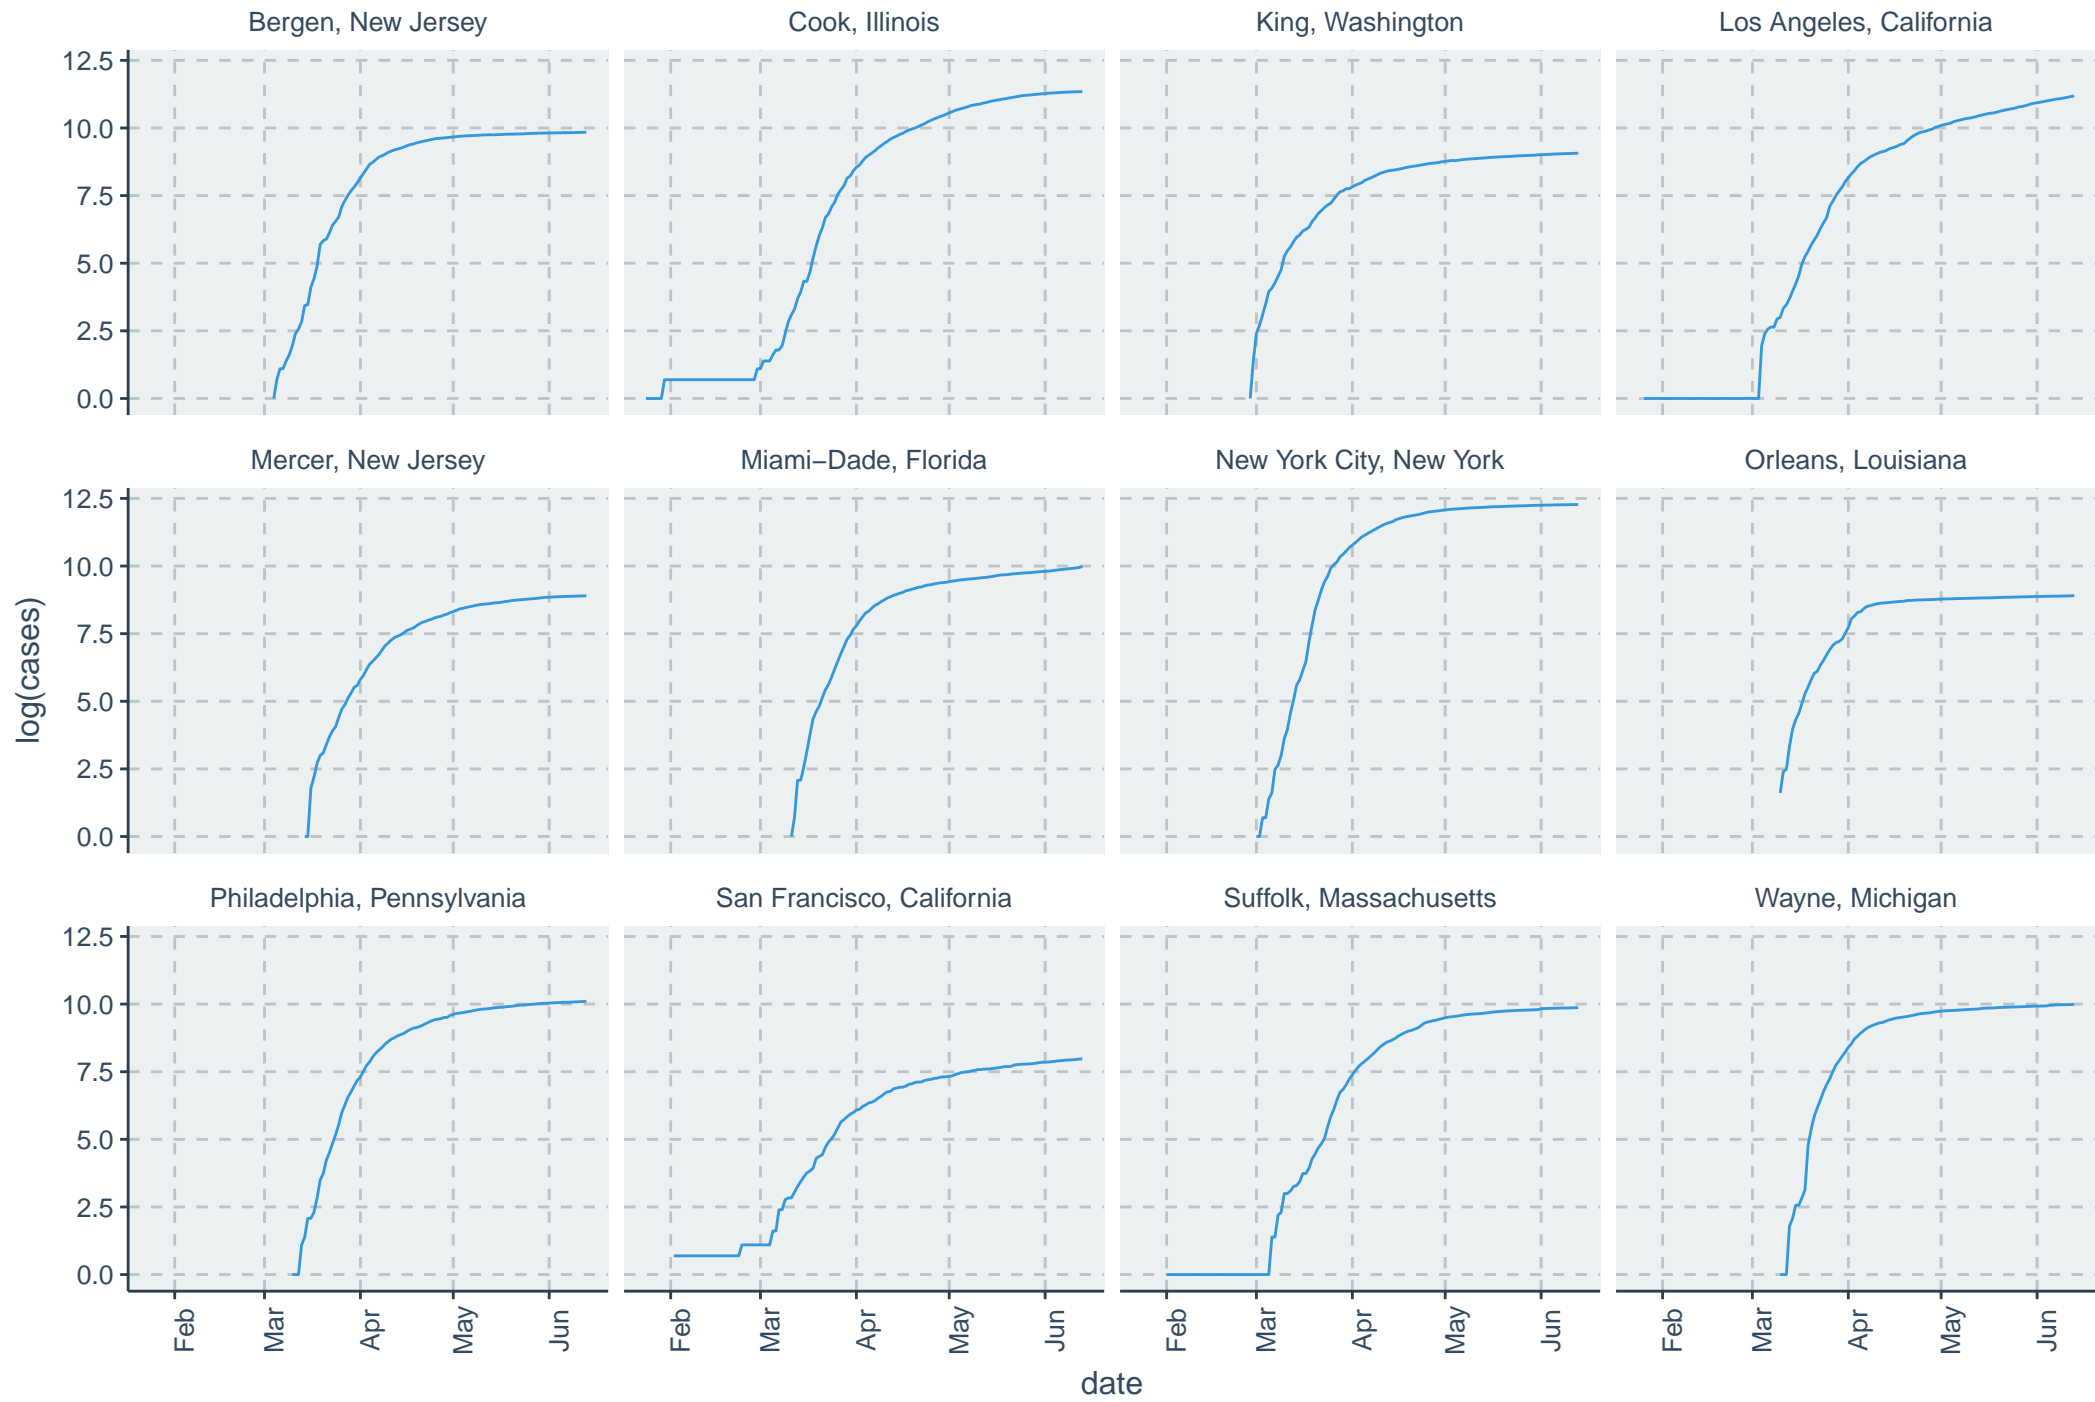 Bergen, New Jersey
Cook, Illinois
King, Washington
Los Angeles, California
12.5
10.0
7.5
5.0
2.5
0.0
Mercer, New Jersey
Miami−Dade, Florida
New York City, New York
Orleans, Louisiana
12.5
10.0
7.5
5.0
2.5
0.0
log(cases)
Philadelphia, Pennsylvania
San Francisco, California
Suffolk, Massachusetts
Wayne, Michigan
12.5
10.0
7.5
5.0
2.5
0.0
Feb
Mar
Apr
May
Jun
Feb
Mar
Apr
May
Jun
Feb
Mar
Apr
May
Jun
Feb
Mar
Apr
May
Jun
date